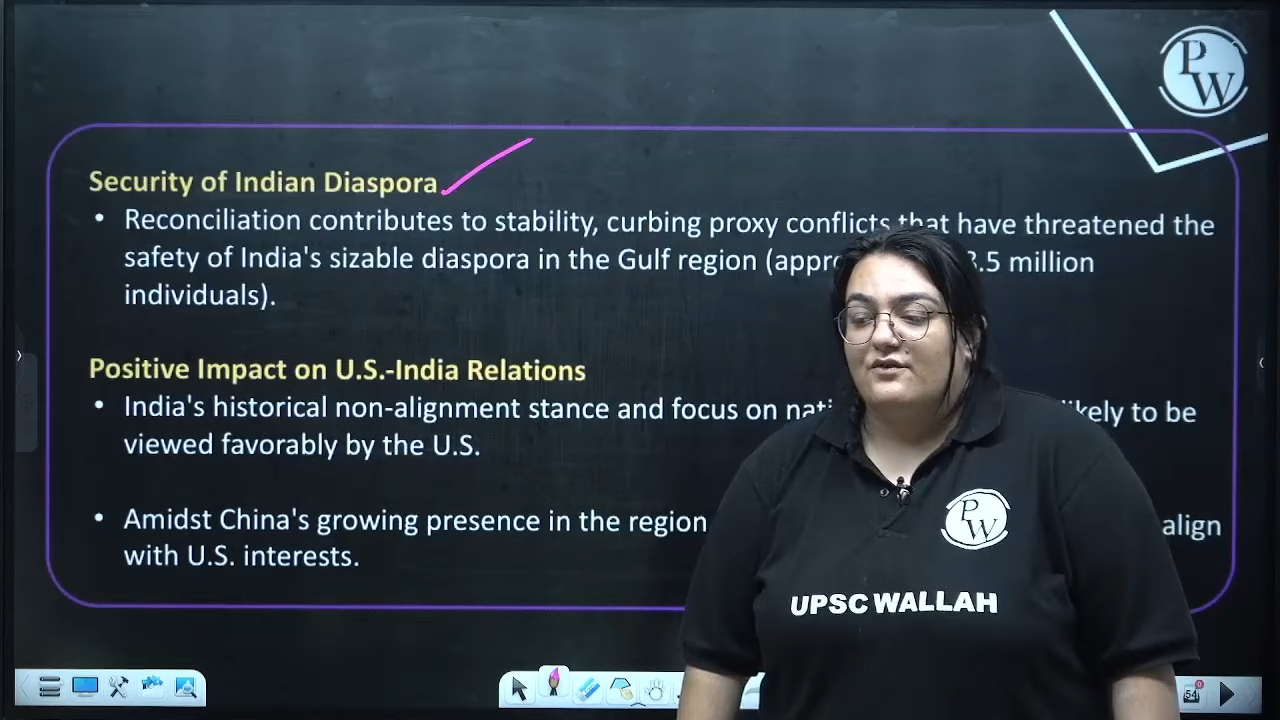 PW
Security of Indian Diaspora
• Reconciliation contributes to stability, curbing proxy conflicts that have threatened the
safety of India's sizable diaspora in the Gulf region 3.5 million
individuals).
Positive Impact on U.S.-India Relations
• India's historical non-alignment stance and focus on to be
viewed favorably by the U.S.
• Amidst China's growing presence in the region align
with U.S. interests.
PW
UPSC WALLAH
54